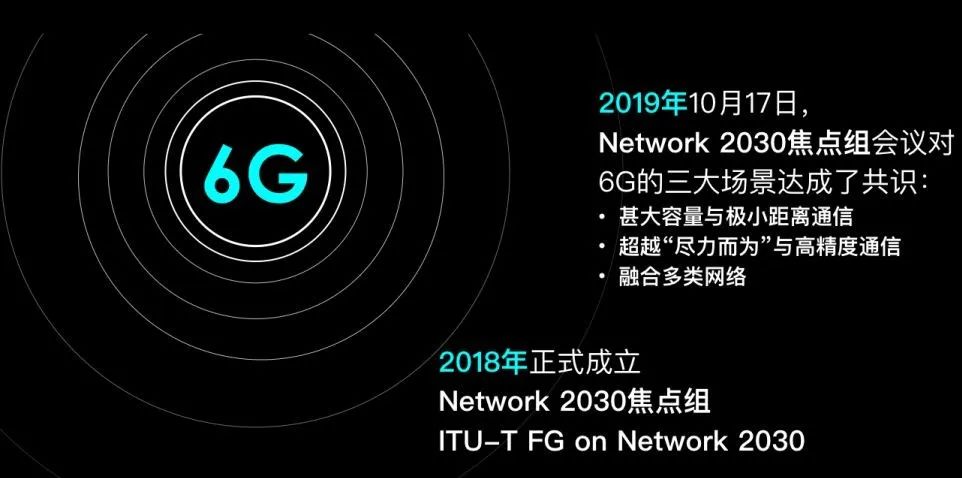 6G
2019年10月17日，
Network 2030焦点组会议对
6G的三大场景达成了共识：
• 甚大容量与极小距离通信
• 超越“尽力而为”与高精度通信
• 融合多类网络
2018年正式成立
Network 2030焦点组
ITU-T FG on Network 2030